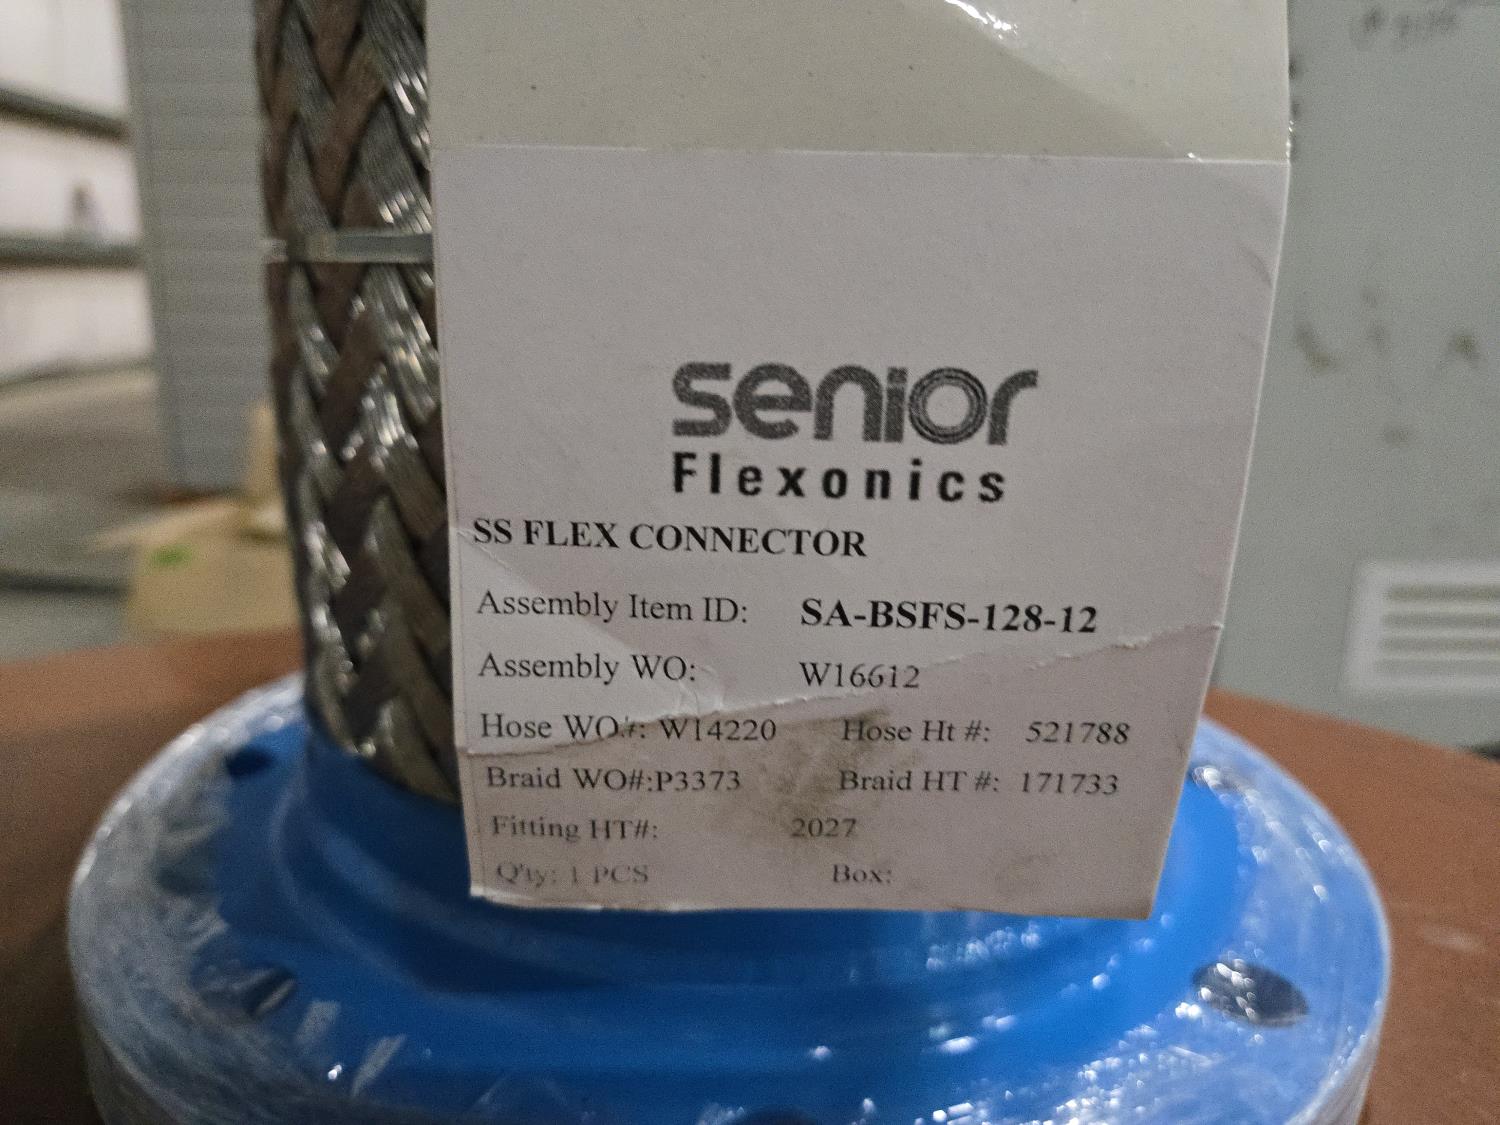 senior
Flexonics
SS FLEX CONNECTOR
Assembly Item ID: SA-BSFS-128-12
Assembly WO: W16612
Hose WO#: W14220 Hose Ht #: 521788
Braid WO#:P3373 Braid HT #: 171733
Fitting HT#: 2027
Q'ty: 1 PCS Box: